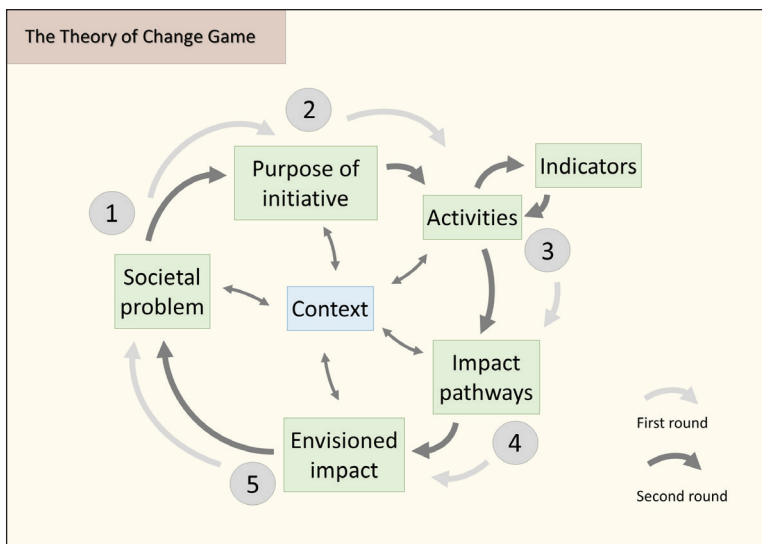 The Theory of Change Game
2
Purpose of
initiative
Indicators
1
Activities
3
Societal
problem
Context
Impact
pathways
First round
4
Envisioned
impact
5
Second round